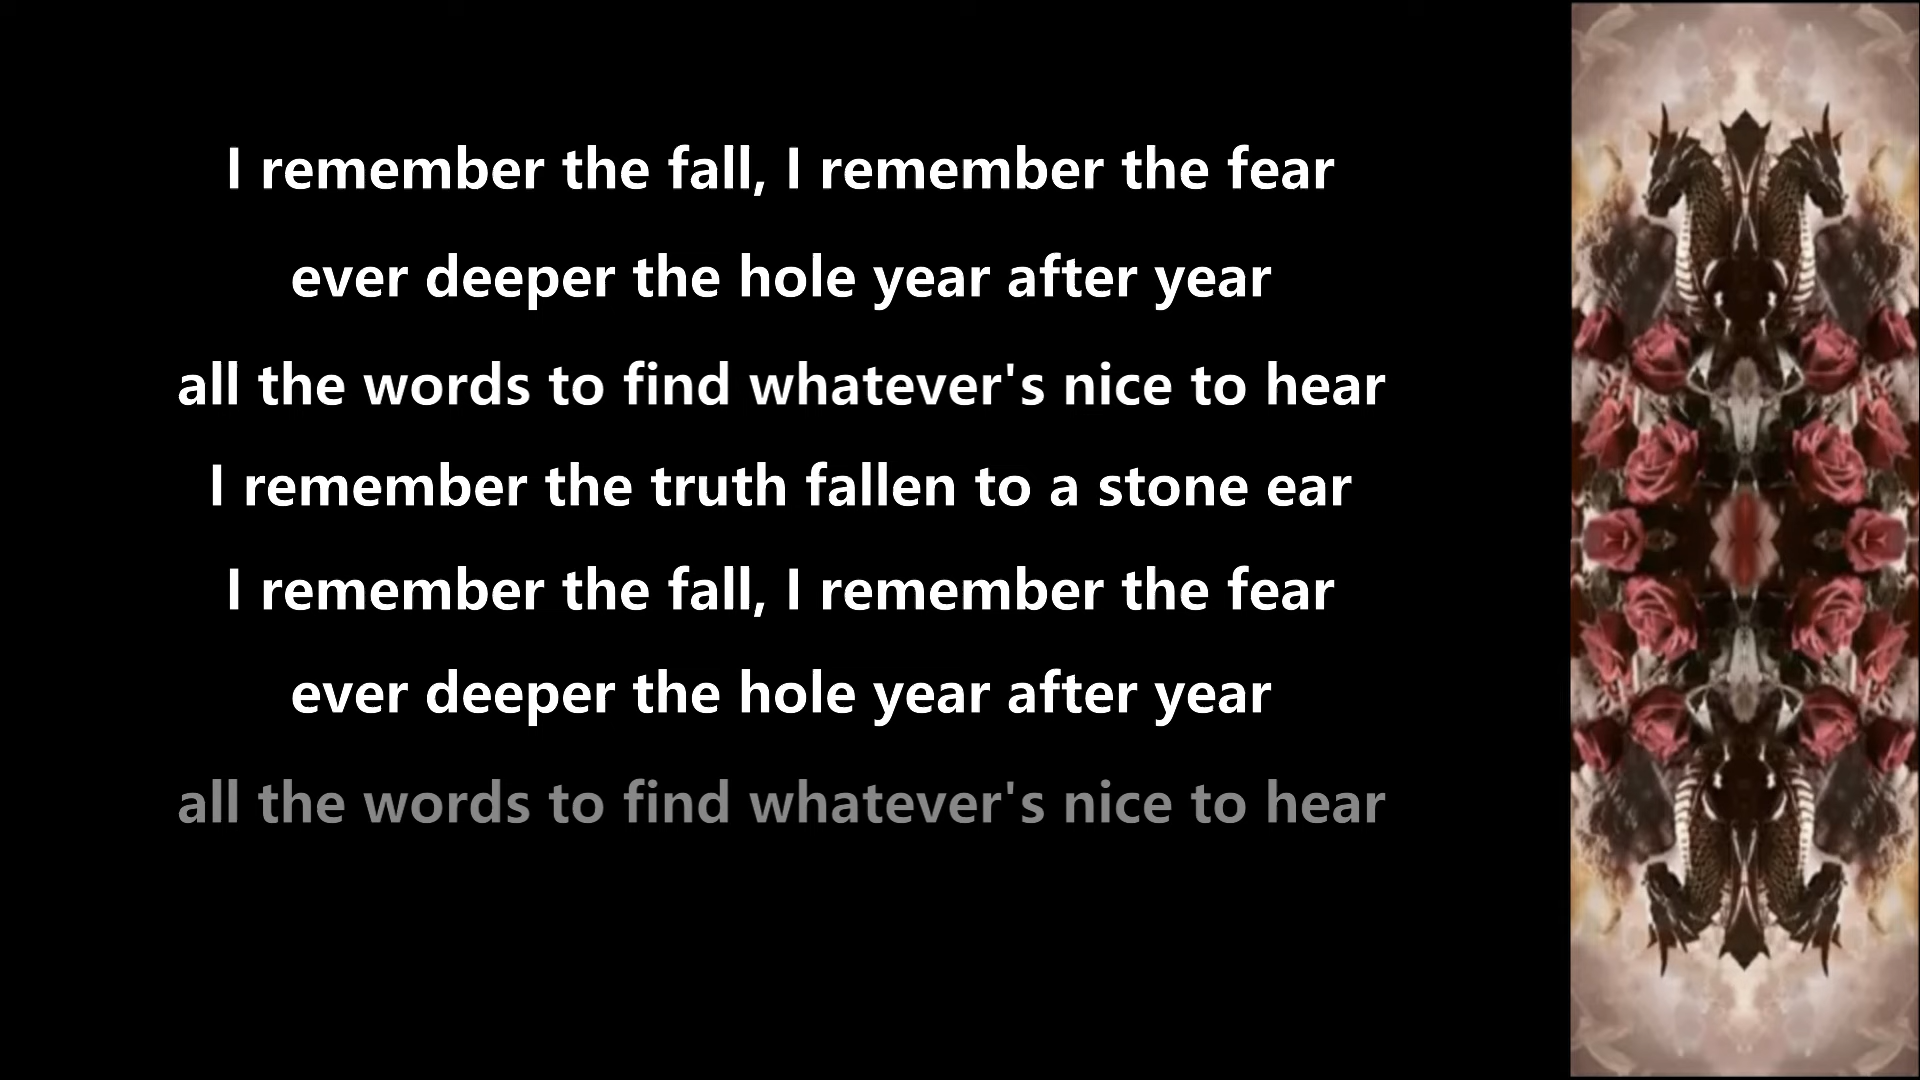 I remember the fall, I remember the fear
ever deeper the hole year after year
all the words to find whatever's nice to hear
I remember the truth fallen to a stone ear
I remember the fall, I remember the fear
ever deeper the hole year after year
all the words to find whatever's nice to hear